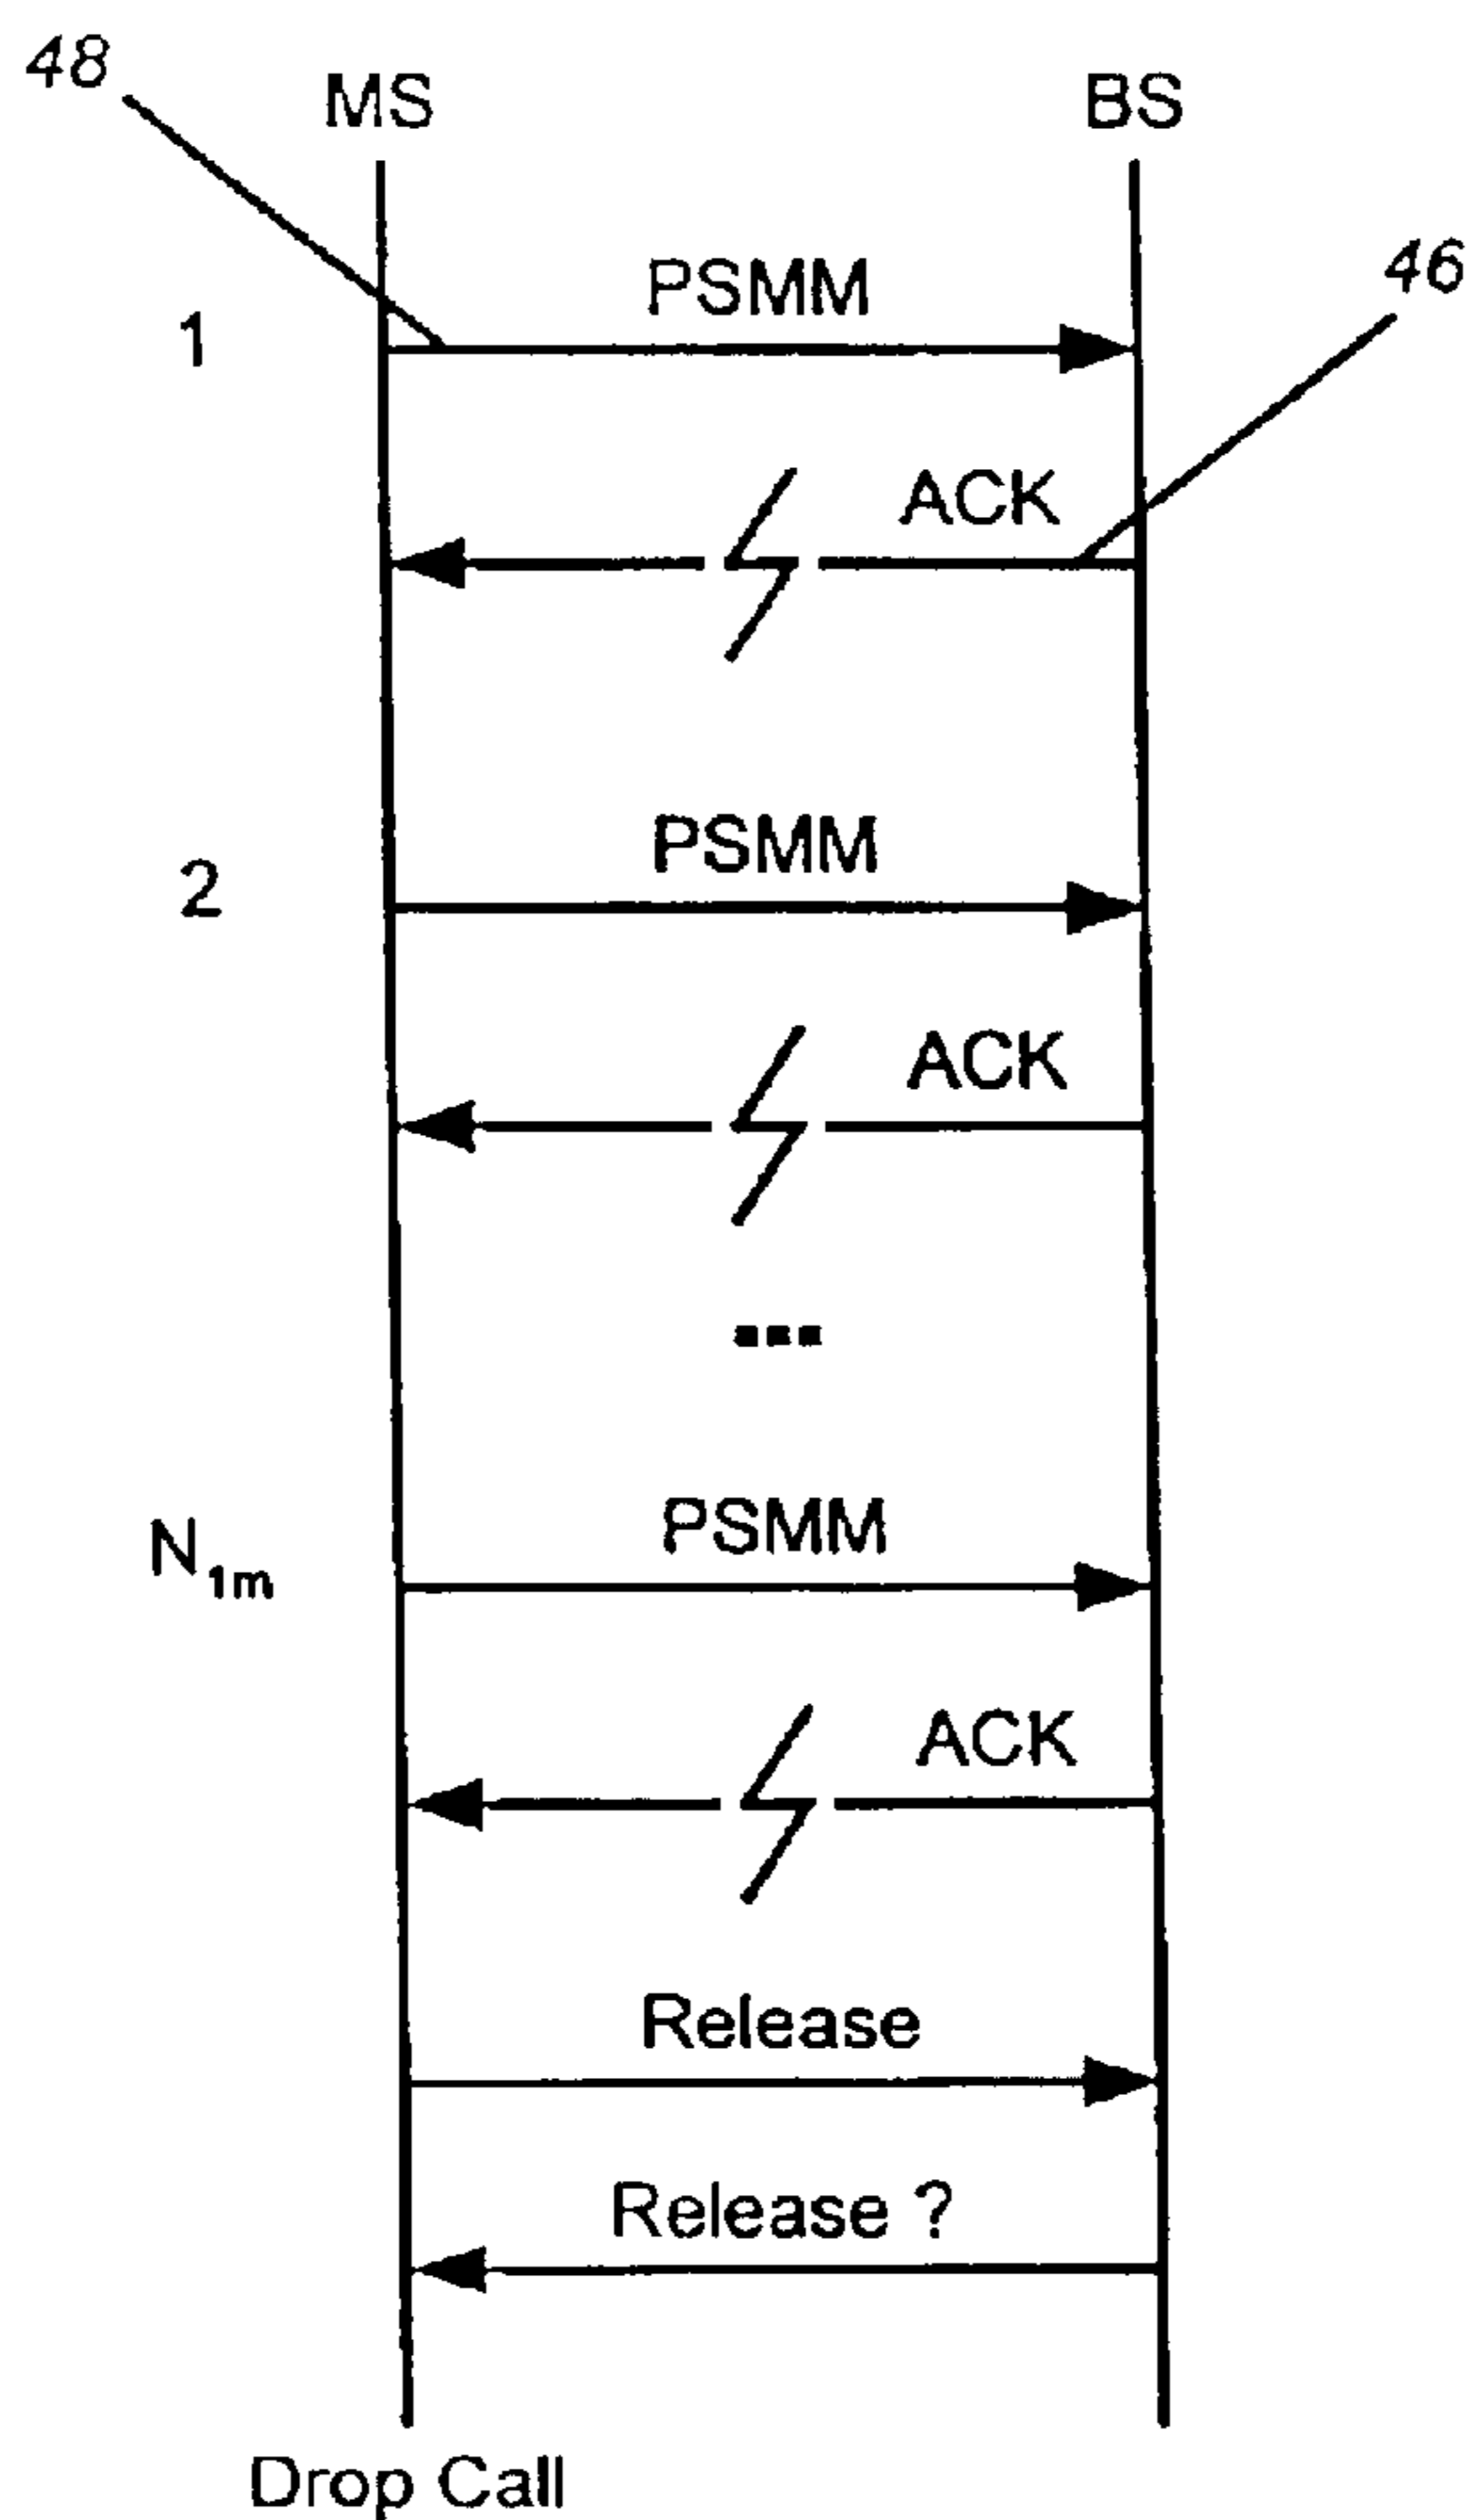 48
MS
BS
46
1
PSMM
ACK
2
PSMM
ACK
...
N1m
PSMM
ACK
Release
Release ?
Drop Call